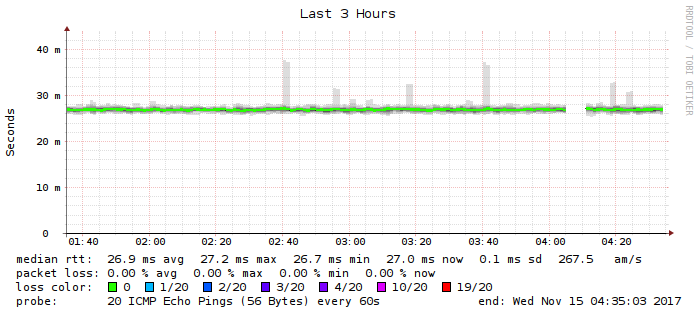 Last 3 Hours
RRDTOOL / TOBI OETIKER
Seconds
40 m
30 m
20 m
10 m
0
01:40 02:00 02:20 02:40 03:00 03:20 03:40 04:00 04:20
median rtt: 26.9 ms avg 27.2 ms max 26.7 ms min 27.0 ms now 0.1 ms sd 267.5 am/s
packet loss: 0.00 % avg 0.00 % max 0.00 % min 0.00 % now
loss color: 0 1/20 2/20 3/20 4/20 10/20 19/20
probe: 20 ICMP Echo Pings (56 Bytes) every 60s end: Wed Nov 15 04:35:03 2017